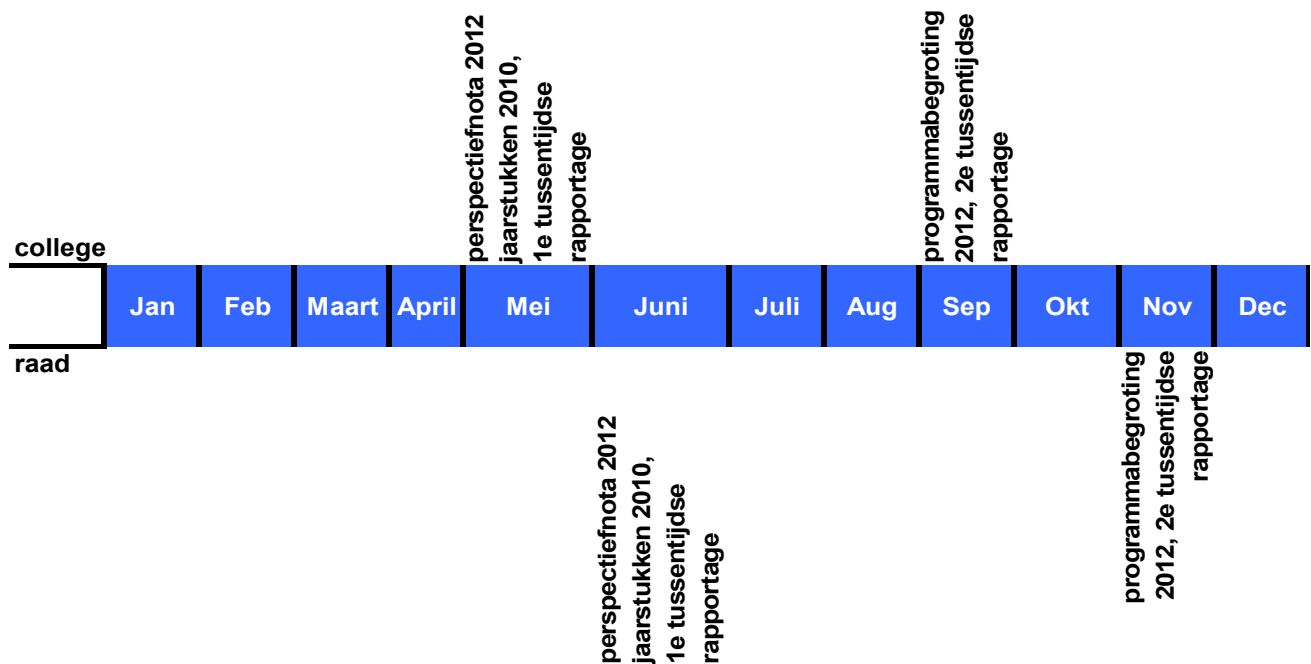 perspectiefnota 2012
jaarstukken 2010,
1e tussentijdse
rapportage
programmabegroting
2012, 2e tussentijdse
rapportage
college
Jan
Feb
Maart
April
Mei
Juni
Juli
Aug
Sep
Okt
Nov
Dec
raad
perspectiefnota 2012
jaarstukken 2010,
1e tussentijdse
rapportage
programmabegroting
2012, 2e tussentijdse
rapportage